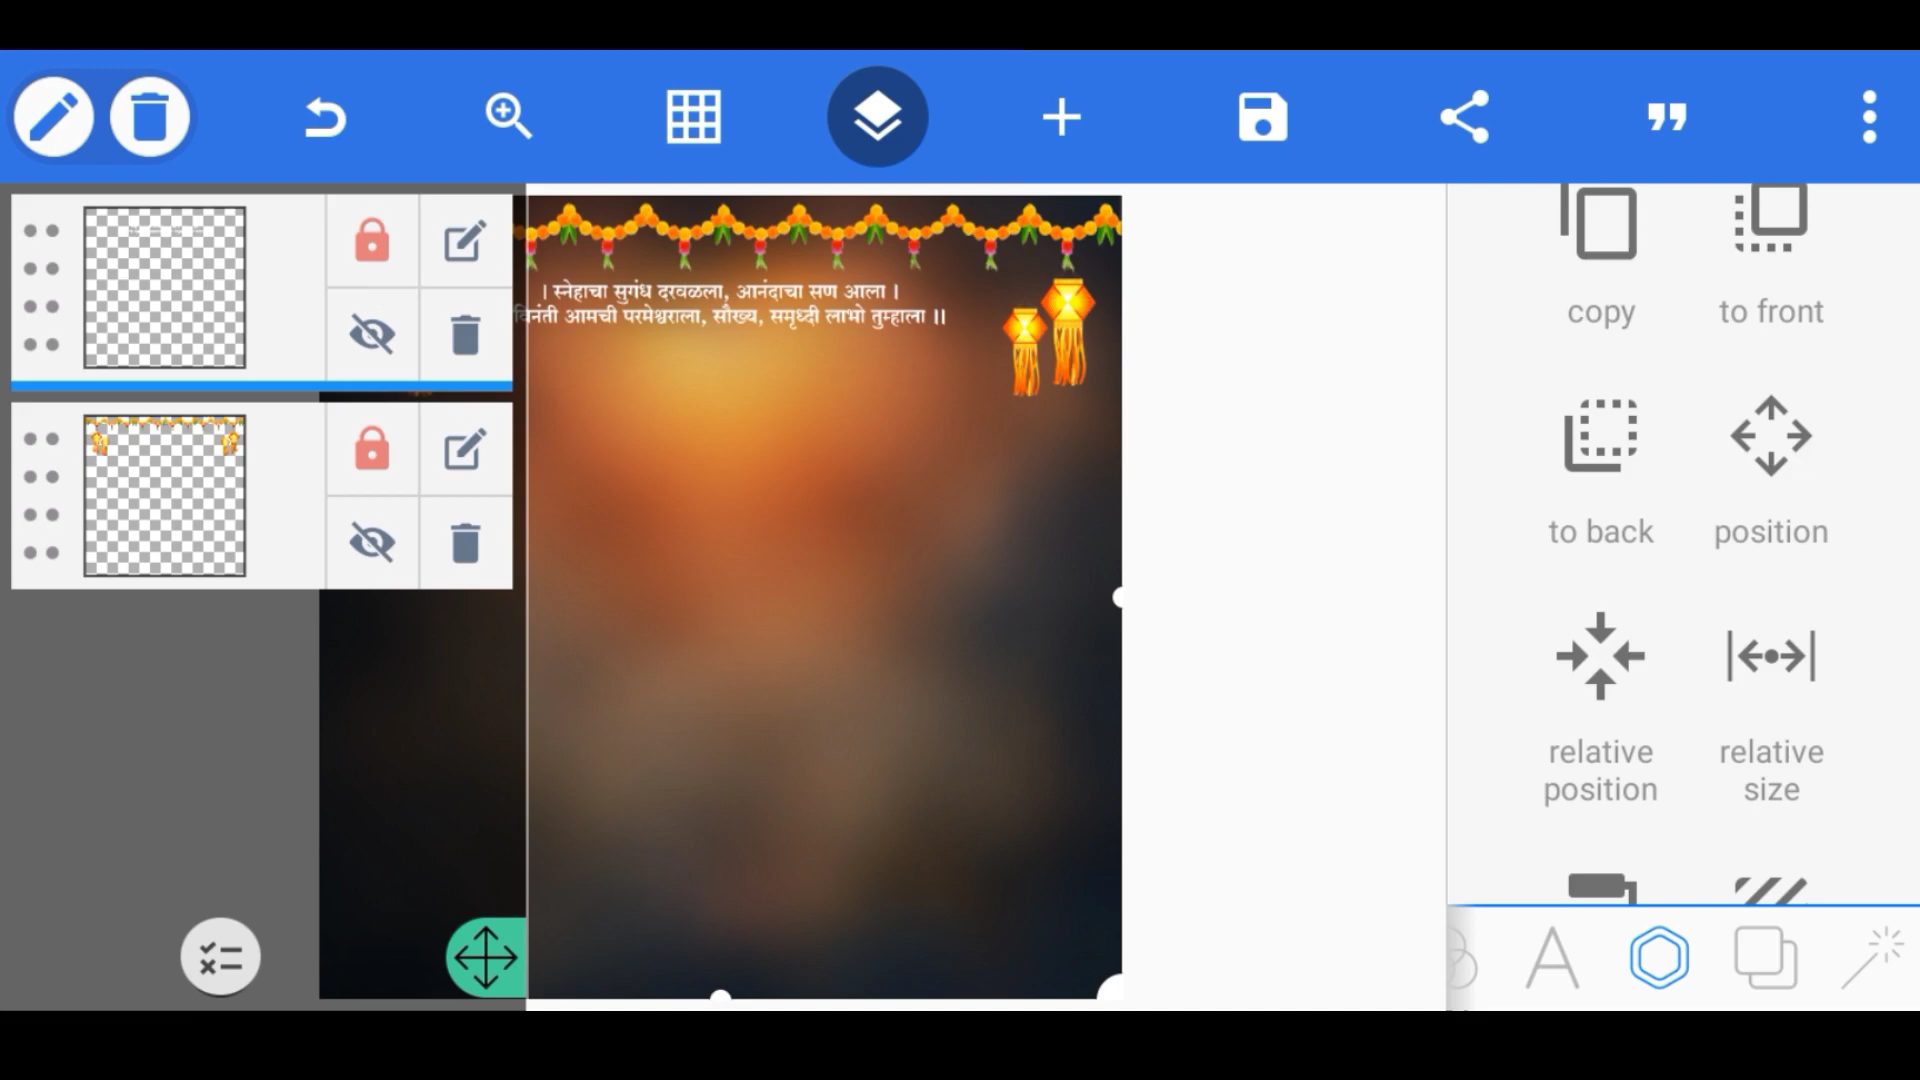 । स्नेहाचा सुगंध दरवळला, आनंदाचा सण आला ।
विनंती आमची परमेश्वराला, सौख्य, समृध्दी लाभो तुम्हाला ।।
copy
to front
to back
position
relative position
relative size